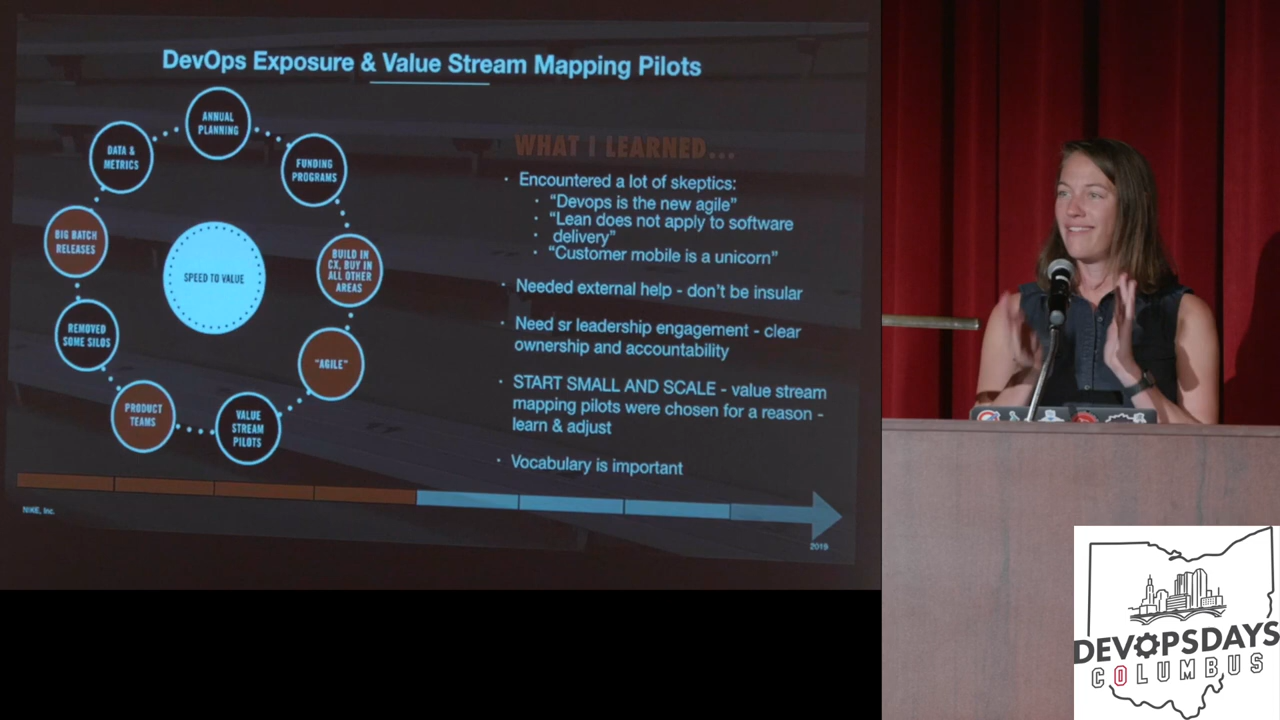 DevOps Exposure & Value Stream Mapping Pilots
ANNUAL
PLANNING
FUNDING
PROGRAMS
BUILD IN
CX, BUY IN
ALL OTHER
AREAS
"AGILE"
VALUE
STREAM
PILOTS
PRODUCT
TEAMS
REMOVED
SOME SILOS
BIG BATCH
RELEASES
DATA &
METRICS
SPEED TO VALUE
WHAT I LEARNED...
· Encountered a lot of skeptics:
· "Devops is the new agile"
· "Lean does not apply to software
· delivery"
· "Customer mobile is a unicorn"
· Needed external help - don't be insular
· Need sr leadership engagement - clear
ownership and accountability
· START SMALL AND SCALE - value stream
mapping pilots were chosen for a reason -
learn & adjust
· Vocabulary is important
NIKE, Inc.
2019
DEVOPSDAYS
COLUMBUS